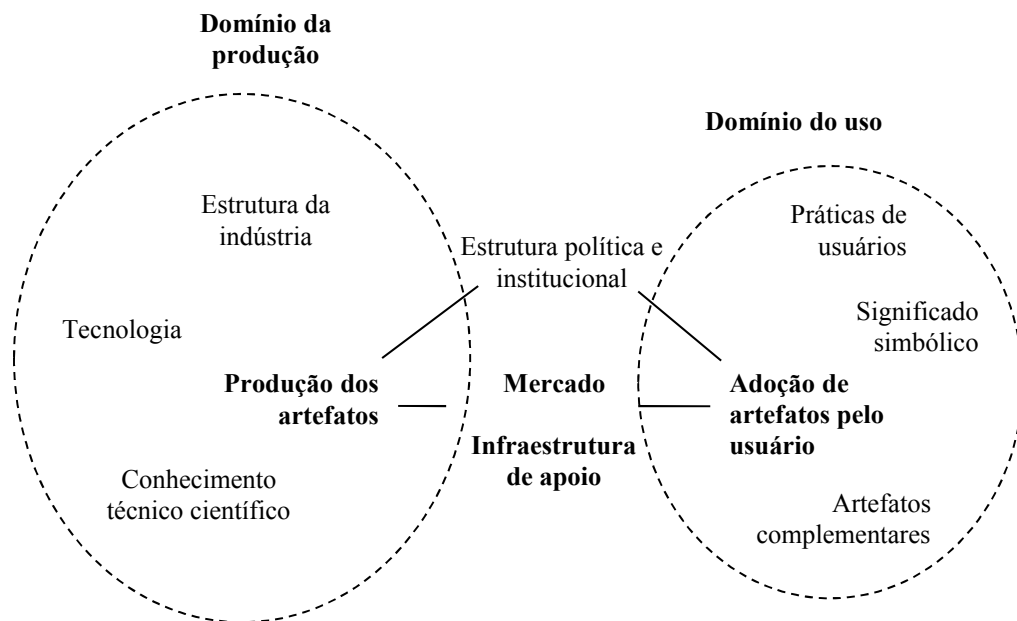 Domínio da
produção
Domínio do uso
Estrutura da
indústria
Práticas de
usuários
Estrutura política e
institucional
Tecnologia
Significado
simbólico
Produção dos
artefatos
Mercado
Adoção de
artefatos pelo
usuário
Infraestrutura
de apoio
Conhecimento
técnico científico
Artefatos
complementares